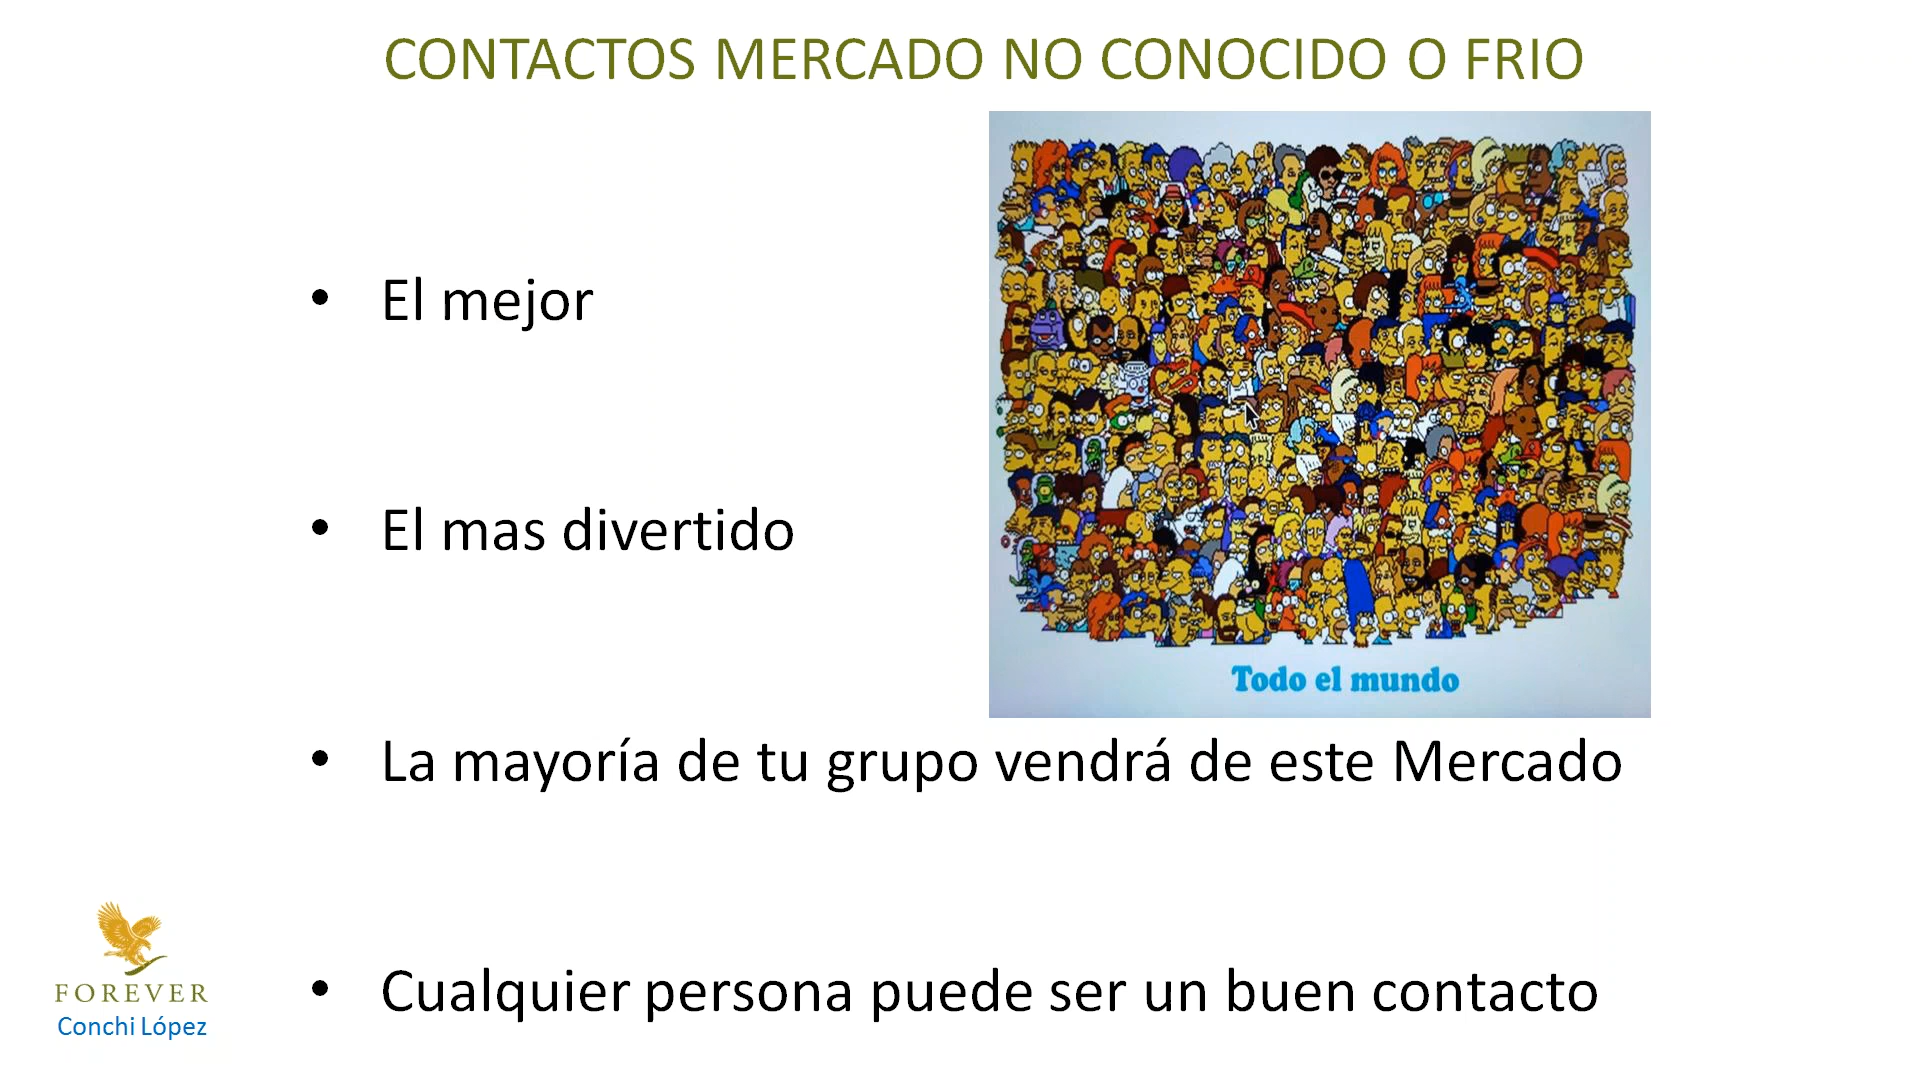 CONTACTOS MERCADO NO CONOCIDO O FRIO
• El mejor
• El mas divertido
Todo el mundo
• La mayoría de tu grupo vendrá de este Mercado
• Cualquier persona puede ser un buen contacto
FOREVER
Conchi López